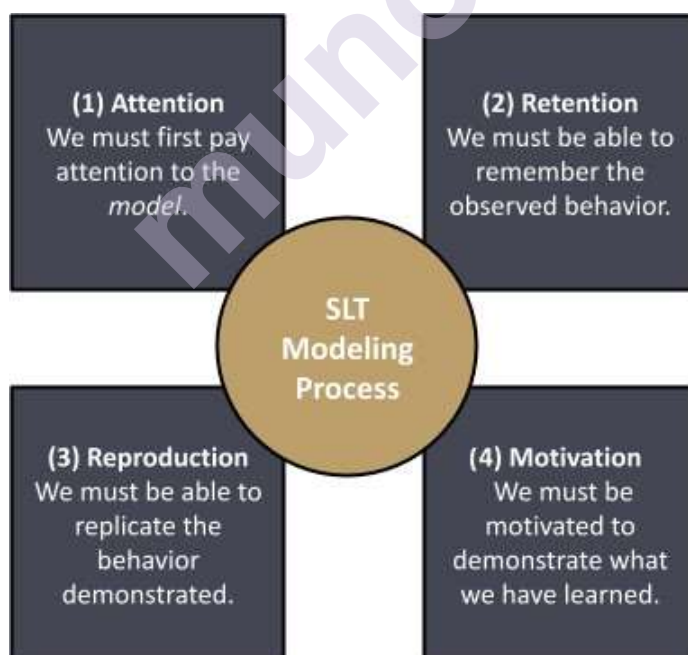 (1) Attention
We must first pay
attention to the
model.
(2) Retention
We must be able to
remember the
observed behavior.
SLT
Modeling
Process
(3) Reproduction
We must be able to
replicate the
behavior
demonstrated.
(4) Motivation
We must be
motivated to
demonstrate what
we have learned.